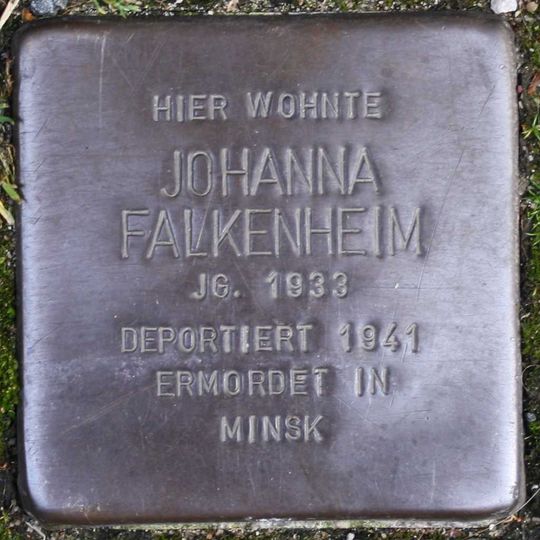 HIER WOHNTE
JOHANNA
FALKENHEIM
JG. 1933
DEPORTIERT 1941
ERMORDET IN
MINSK